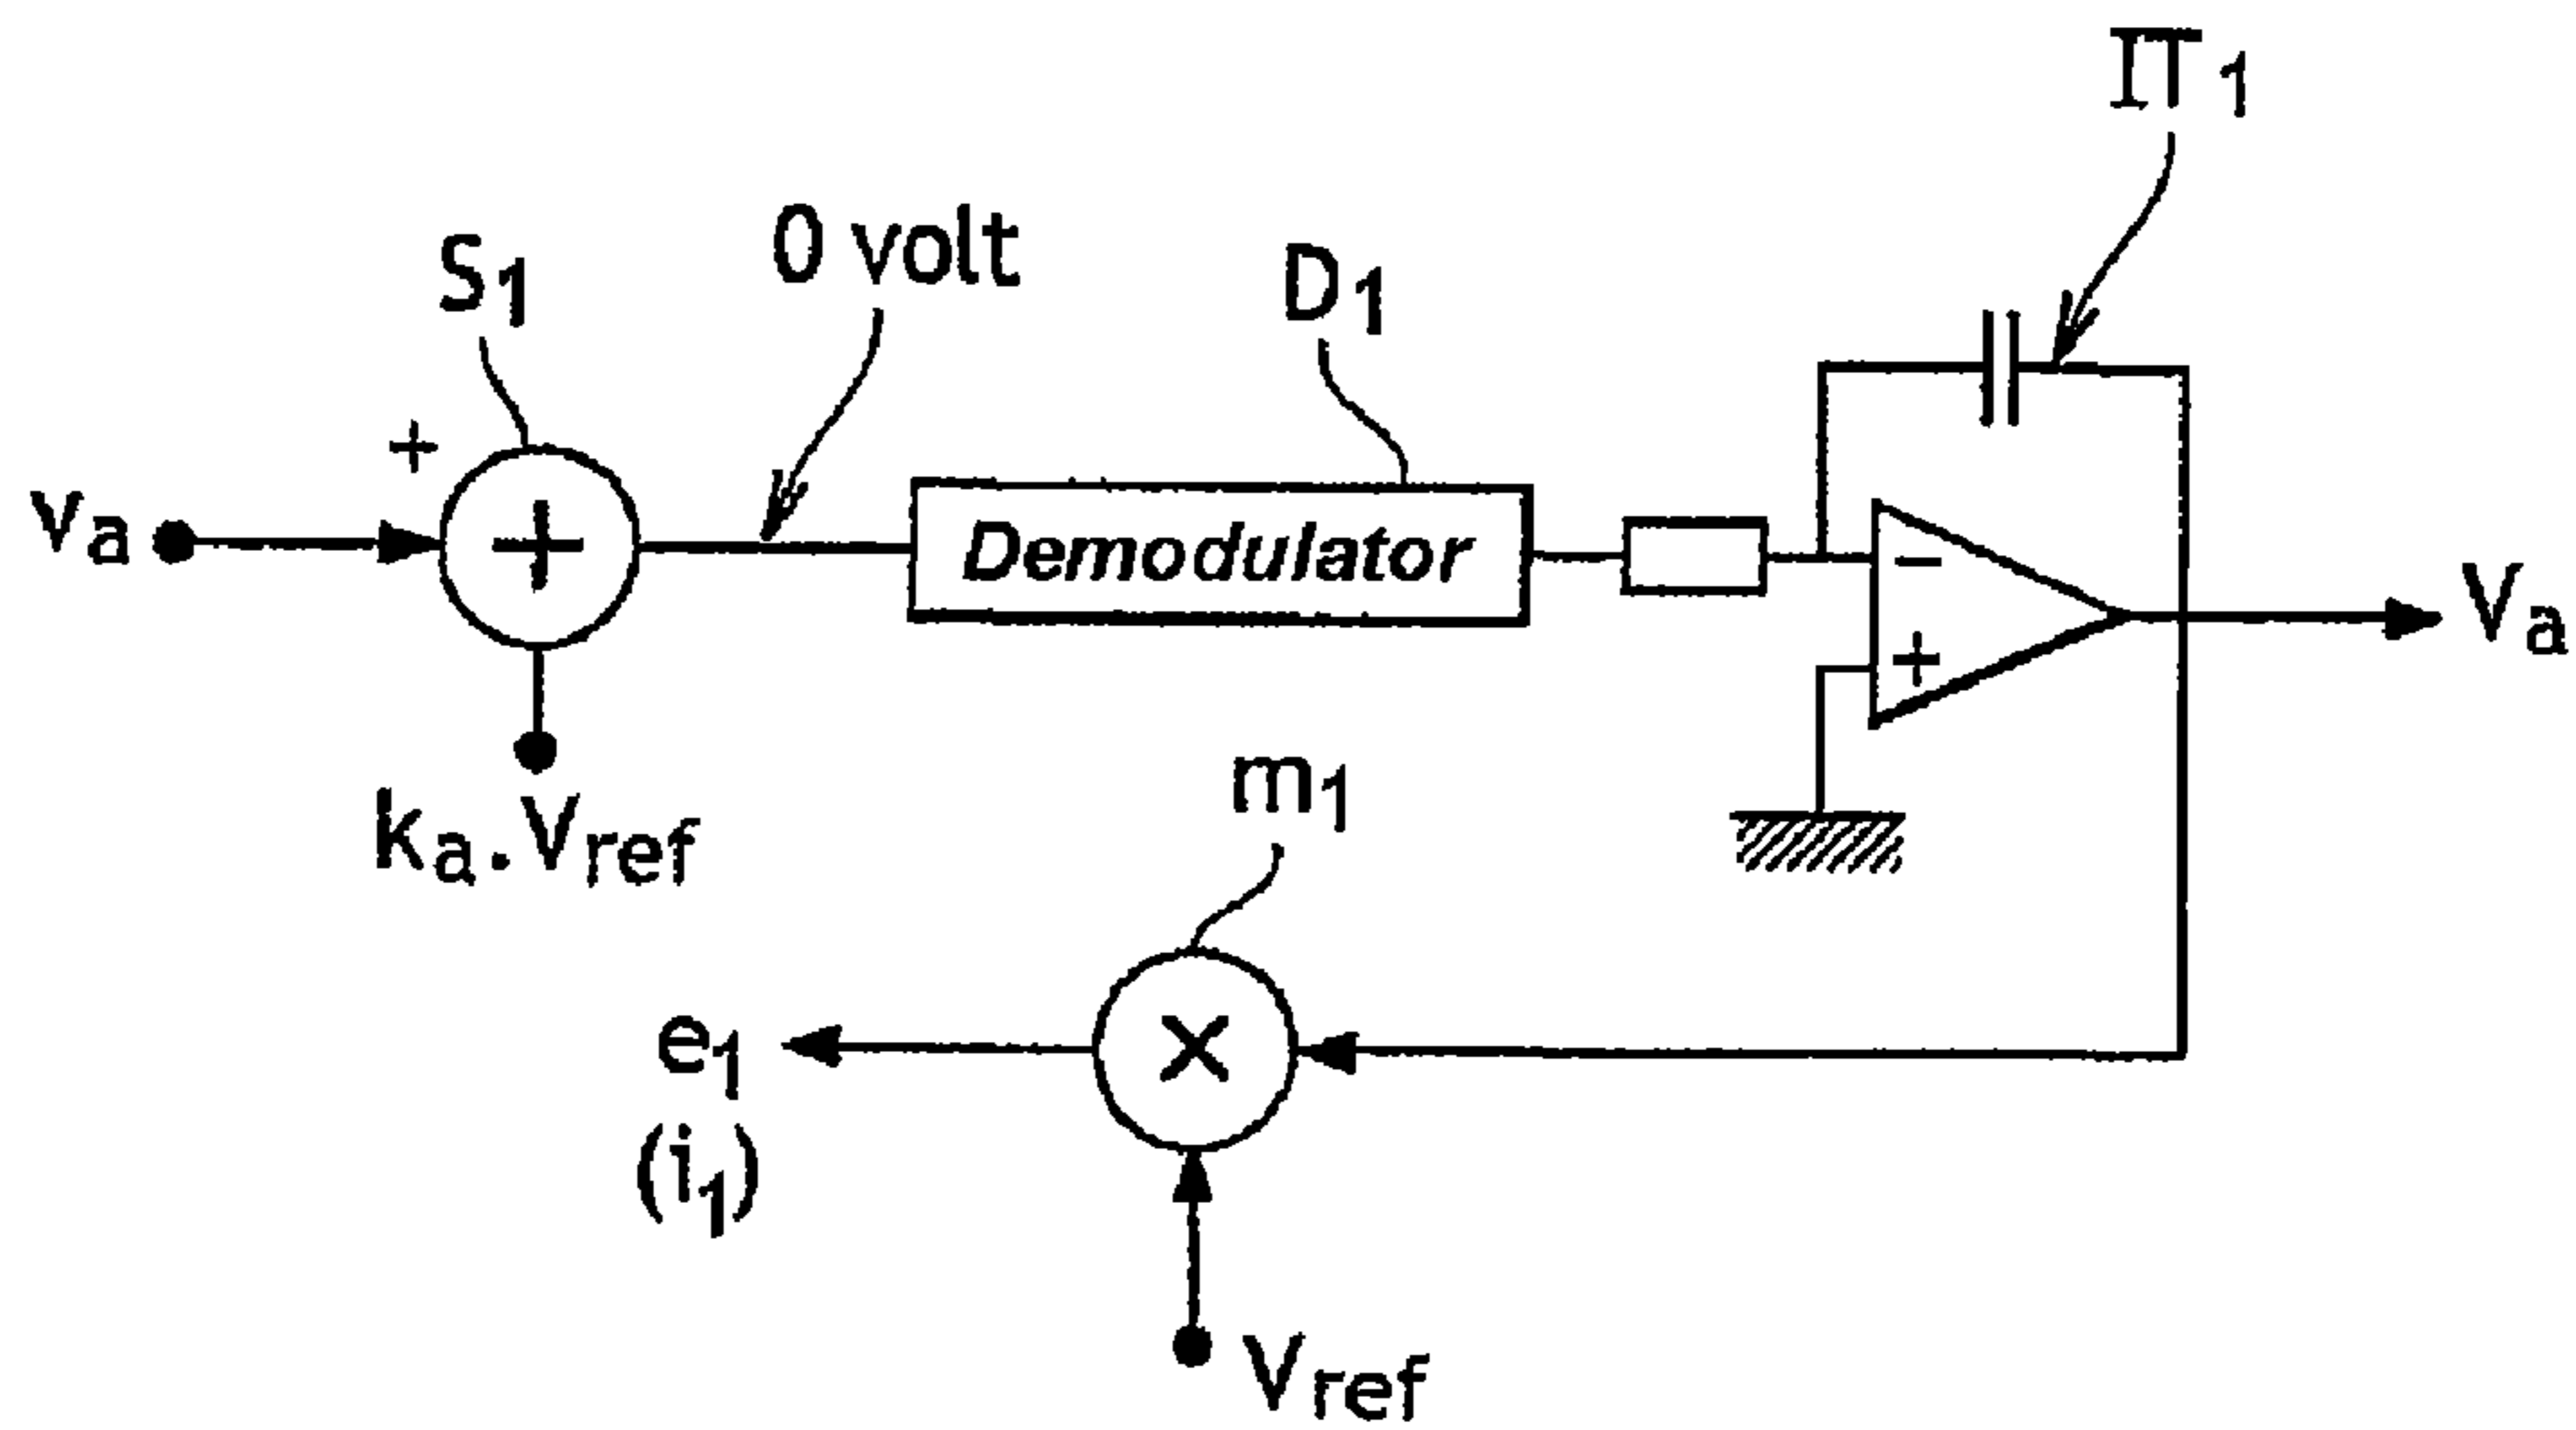 IT1
S1
0 volt
D1
+
va
+
Demodulator
−
+
Va
ka.Vref
m1
e1
×
(i1)
Vref